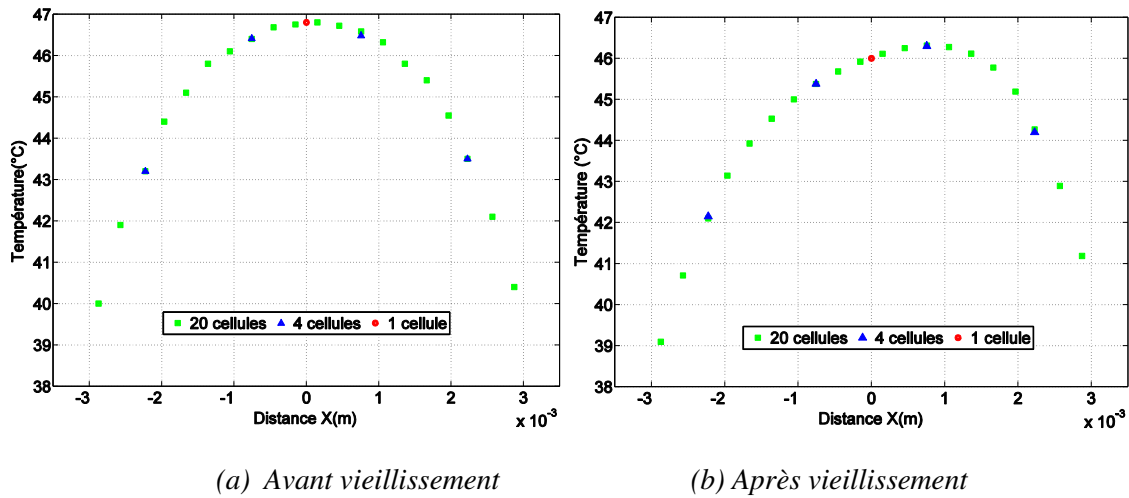 47
46
45
44
43
42
41
40
39
38
Température(°C)
20 cellules 4 cellules 1 cellule
-3 -2 -1 0 1 2 3
Distance X(m)
x 10^-3
(a) Avant vieillissement
47
46
45
44
43
42
41
40
39
38
Température (°C)
20 cellules 4 cellules 1 cellule
-3 -2 -1 0 1 2 3
Distance X(m)
x 10^-3
(b) Après vieillissement